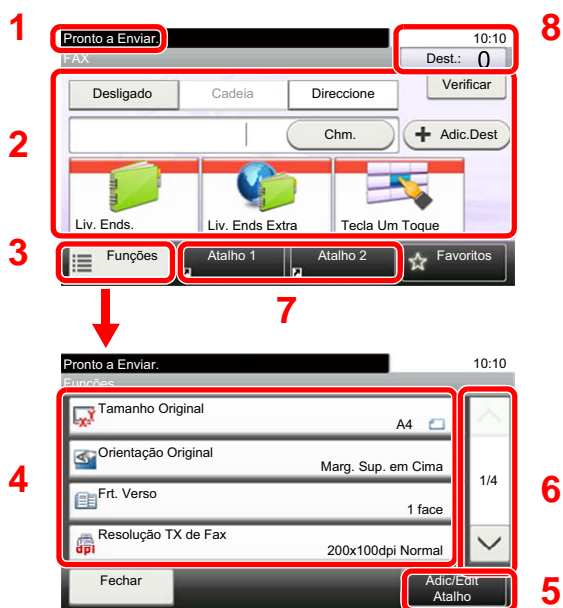 1
Pronto a Enviar.
10:10
8
FAX
Dest.: 0
Desligado
Cadeia
Direccione
Verificar
2
Chm.
+ Adic.Dest
Liv. Ends.
Liv. Ends Extra
Tecla Um Toque
3
Funções
Atalho 1
Atalho 2
Favoritos
7
Pronto a Enviar.
10:10
Funções
4
Tamanho Original
A4
Orientação Original
Marg. Sup. em Cima
Frt. Verso
1 face
dpi
Resolução TX de Fax
200x100dpi Normal
1/4
6
Fechar
Adic/Edit
Atalho
5